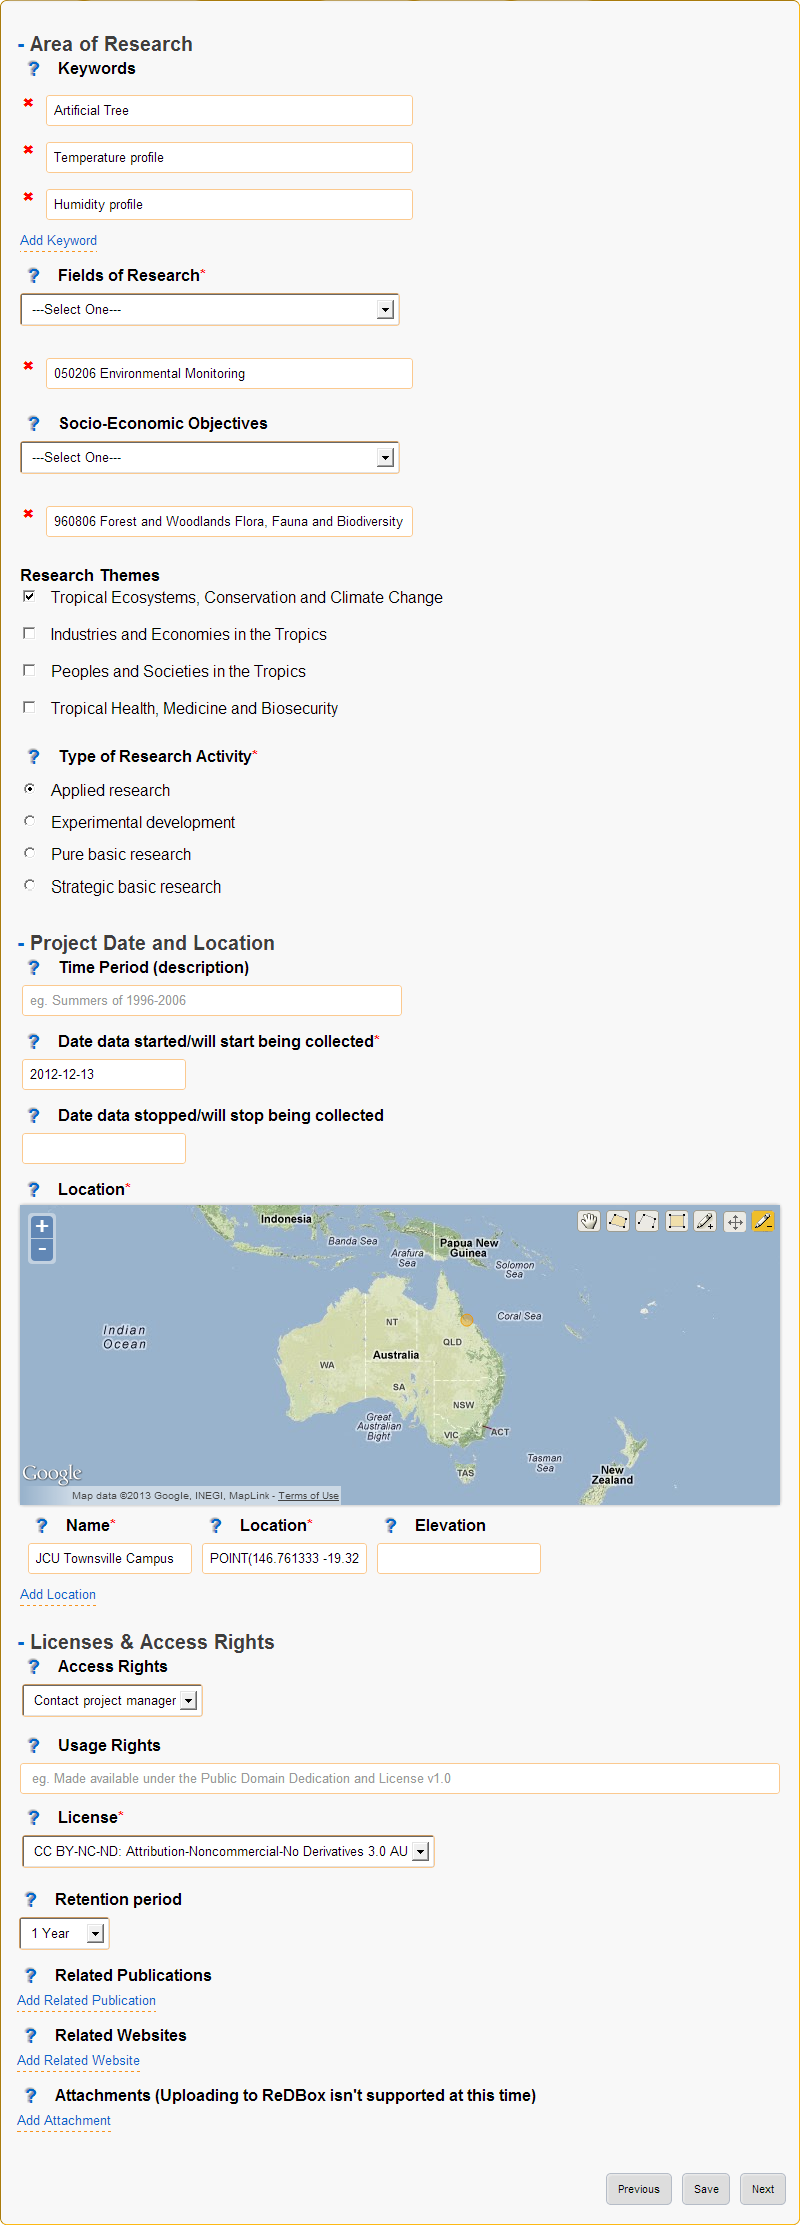 - Area of Research
? Keywords
Artificial Tree
Temperature profile
Humidity profile
Add Keyword
? Fields of Research*
---Select One---
050206 Environmental Monitoring
? Socio-Economic Objectives
---Select One---
960806 Forest and Woodlands Flora, Fauna and Biodiversity
Research Themes
Tropical Ecosystems, Conservation and Climate Change
Industries and Economies in the Tropics
Peoples and Societies in the Tropics
Tropical Health, Medicine and Biosecurity
? Type of Research Activity*
Applied research
Experimental development
Pure basic research
Strategic basic research
- Project Date and Location
? Time Period (description)
eg. Summers of 1996-2006
? Date data started/will start being collected*
2012-12-13
? Date data stopped/will stop being collected
? Location*
+
-
Indonesia
Banda Sea
Arafura
Sea
Papua New
Guinea
Solomon
Sea
Indian
Ocean
Coral Sea
NT
QLD
Australia
WA
SA
NSW
Great
Australian
Bight
VIC
ACT
TAS
Tasman
Sea
New
Zealand
Google
Map data ©2013 Google, INEGI, MapLink - Terms of Use
? Name* ? Location* ? Elevation
JCU Townsville Campus POINT(146.761333 -19.32
Add Location
- Licenses & Access Rights
? Access Rights
Contact project manager
? Usage Rights
eg. Made available under the Public Domain Dedication and License v1.0
? License*
CC BY-NC-ND: Attribution-Noncommercial-No Derivatives 3.0 AU
? Retention period
1 Year
? Related Publications
Add Related Publication
? Related Websites
Add Related Website
? Attachments (Uploading to ReDBox isn't supported at this time)
Add Attachment
Previous Save Next